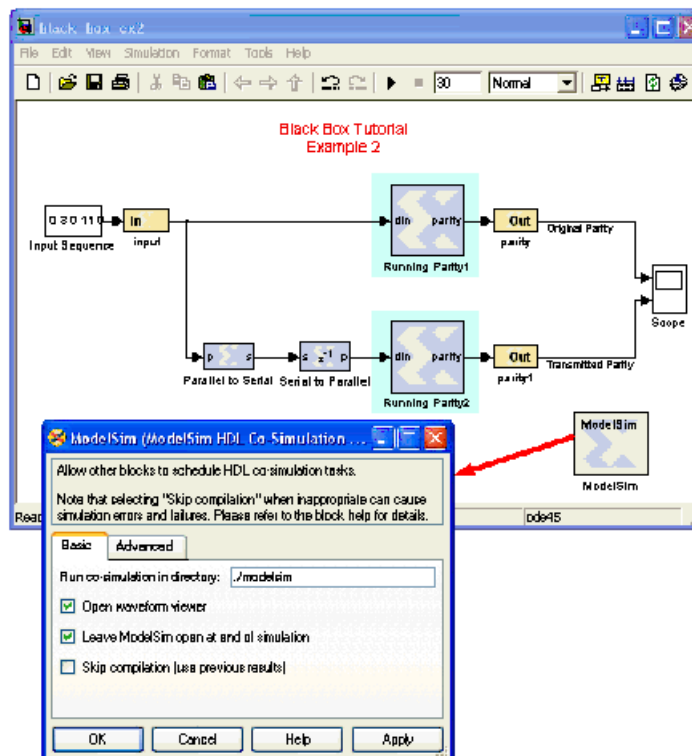 Black Box ex2
File Edit View Simulation Format Tools Help
30 Normal
Black Box Tutorial
Example 2
0 3 0 11 0
Input Sequence
In
input
din parity
Running Parity1
Out
parity
Original Parity
Scope
p s
Parallel to Serial
s z-1 p
Serial to Parallel
din parity
Running Parity2
Out
parity1
Transmitted Parity
ModelSim
ModelSim
ode45
ModelSim (ModelSim HDL Co-Simulation ...
Allow other blocks to schedule HDL co-simulation tasks.
Note that selecting "Skip compilation" when inappropriate can cause
simulation errors and failures. Please refer to the block help for details.
Basic Advanced
Run co-simulation in directory: ./modelsim
Open waveform viewer
Leave ModelSim open at end of simulation
Skip compilation (use previous results)
OK Cancel Help Apply